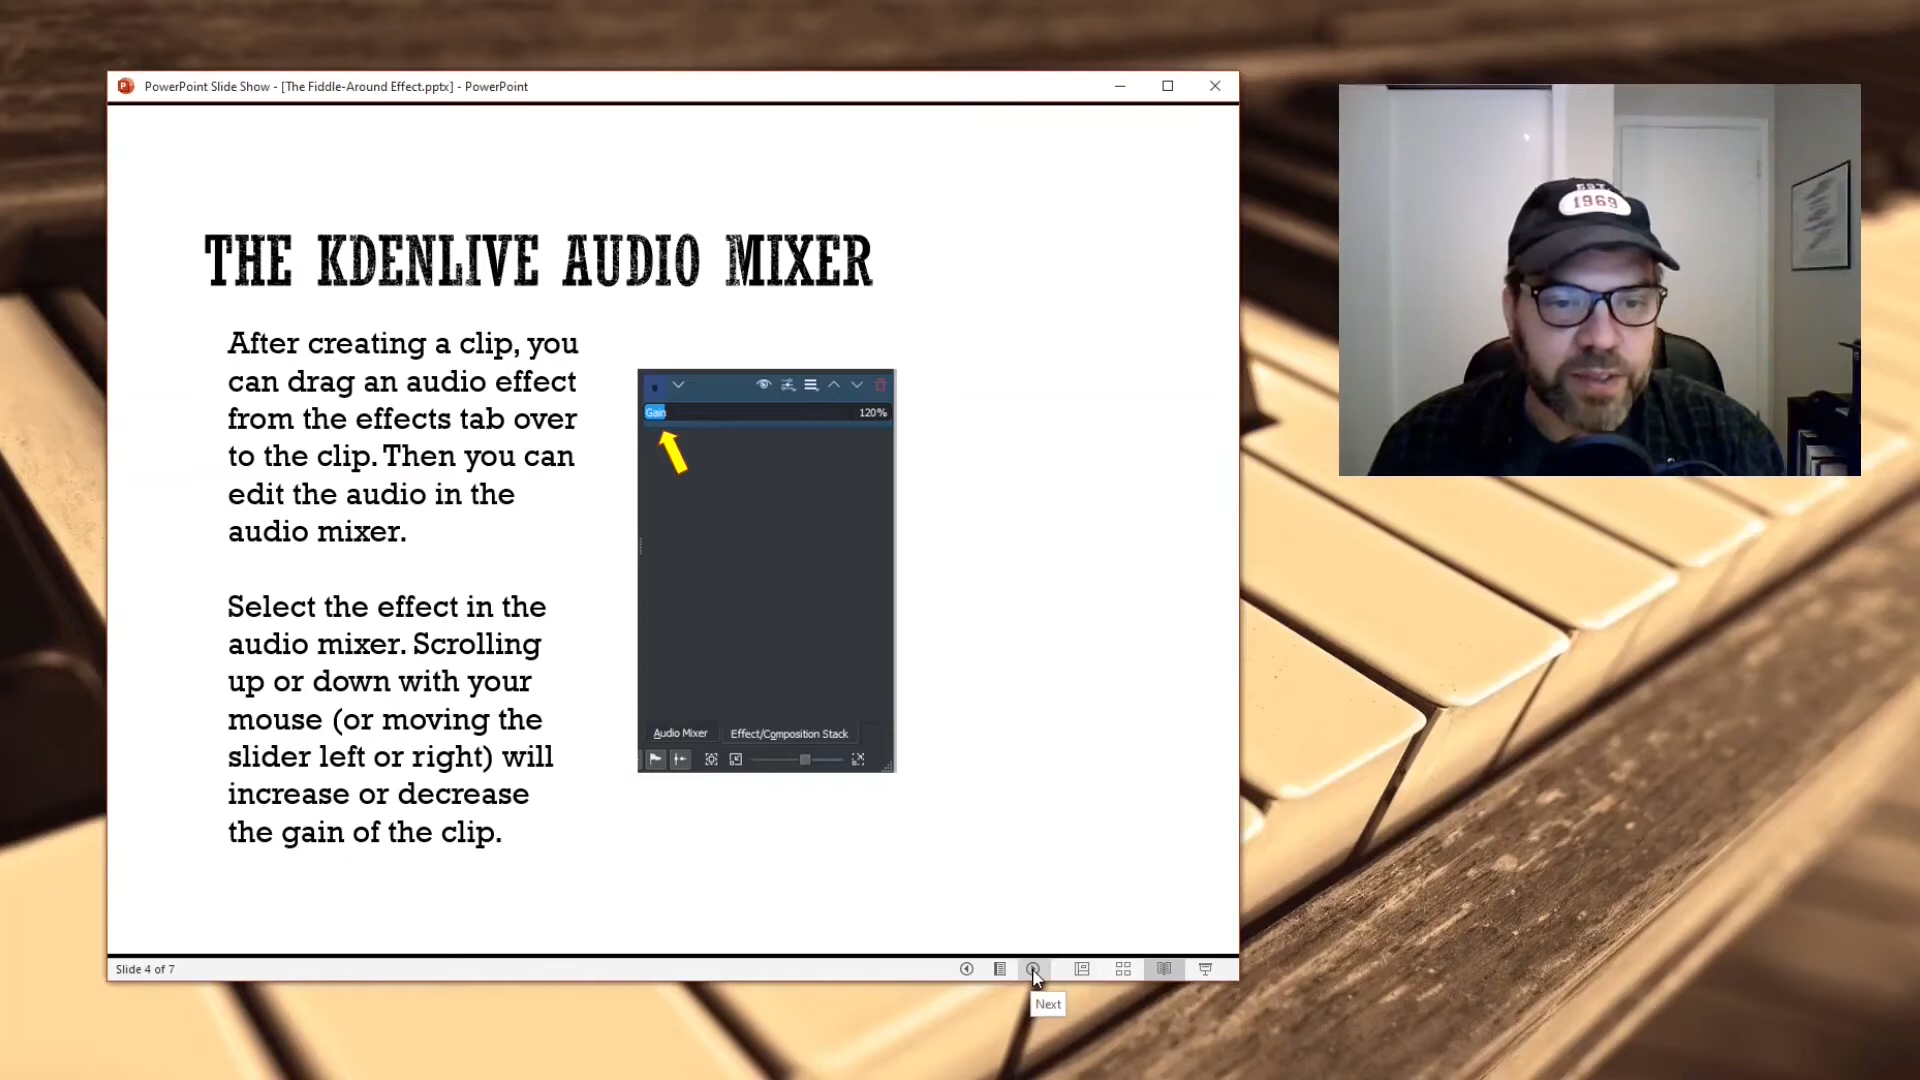 PowerPoint Slide Show - [The Fiddle-Around Effect.pptx] - PowerPoint
EST.
1969
THE KDENLIVE AUDIO MIXER
After creating a clip, you
can drag an audio effect
from the effects tab over
to the clip. Then you can
edit the audio in the
audio mixer.
Select the effect in the
audio mixer. Scrolling
up or down with your
mouse (or moving the
slider left or right) will
increase or decrease
the gain of the clip.
Gain 120%
Audio Mixer Effect/Composition Stack
Slide 4 of 7
Next